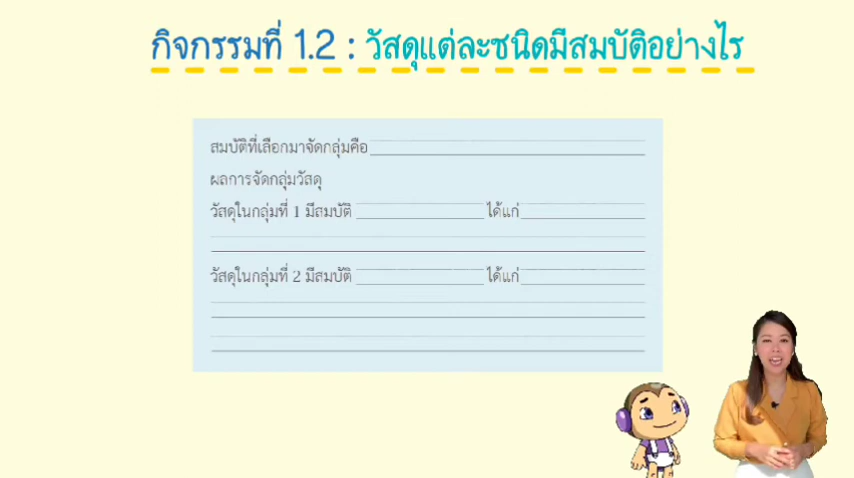 กิจกรรมที่ 1.2 : วัสดุแต่ละชนิดมีสมบัติอย่างไร
สมบัติที่เลือกมาจัดกลุ่มคือ
ผลการจัดกลุ่มวัสดุ
วัสดุในกลุ่มที่ 1 มีสมบัติ ได้แก่
วัสดุในกลุ่มที่ 2 มีสมบัติ ได้แก่